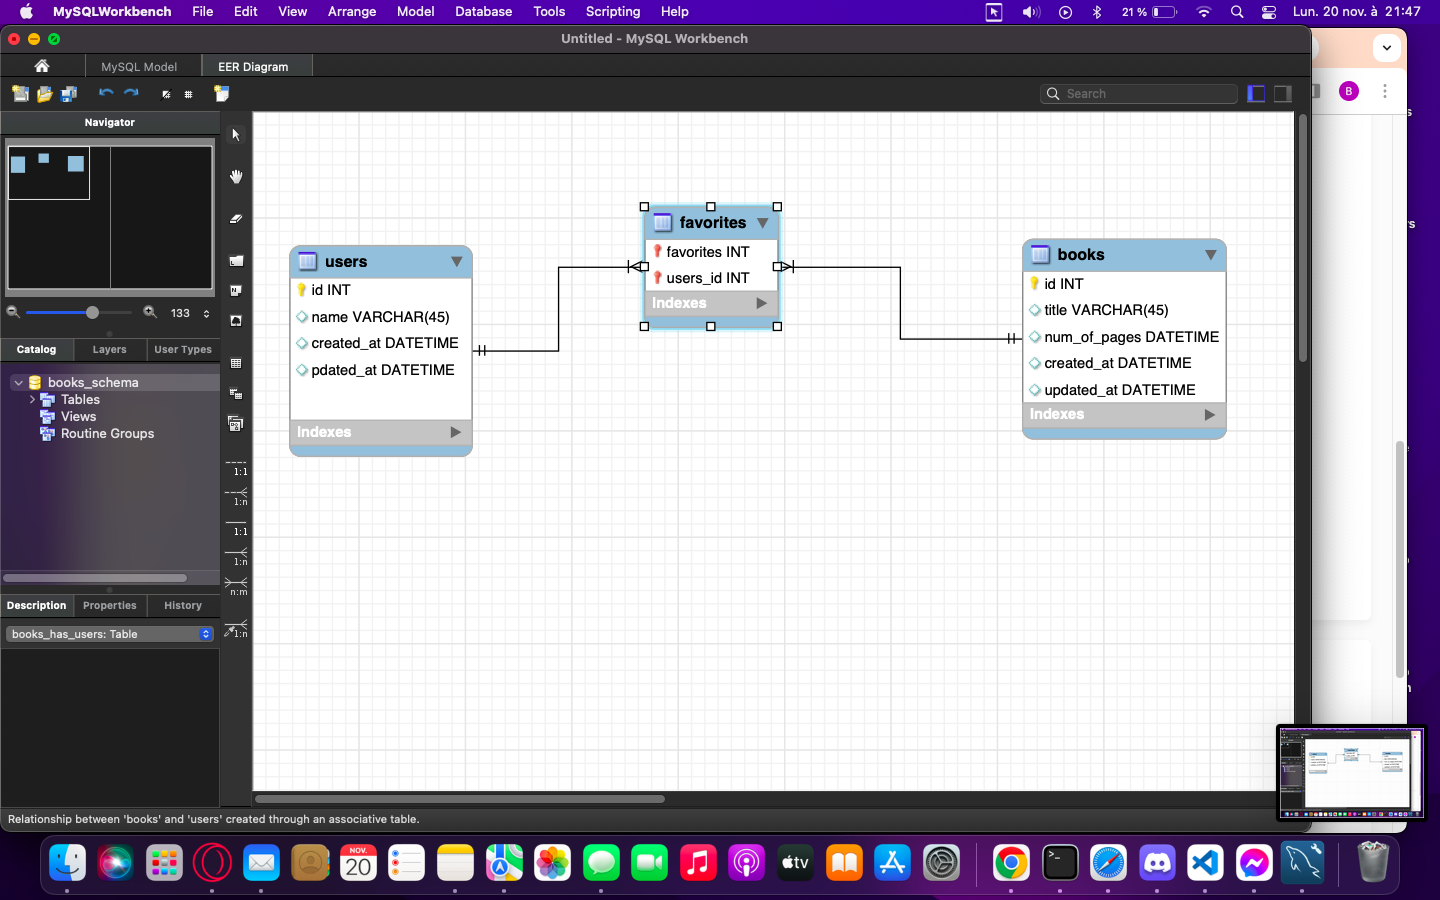 MySQLWorkbench File Edit View Arrange Model Database Tools Scripting Help 21 % Lun. 20 nov. à 21:47
Untitled - MySQL Workbench
MySQL Model EER Diagram
Search
B
Navigator
133
Catalog Layers User Types
books_schema
Tables
Views
Routine Groups
1:1
1:n
1:1
1:n
n:m
1:n
Description Properties History
books_has_users: Table
users
id INT
name VARCHAR(45)
created_at DATETIME
pdated_at DATETIME
Indexes
favorites
favorites INT
users_id INT
Indexes
books
id INT
title VARCHAR(45)
num_of_pages DATETIME
created_at DATETIME
updated_at DATETIME
Indexes
Relationship between 'books' and 'users' created through an associative table.
NOV.
20
tv